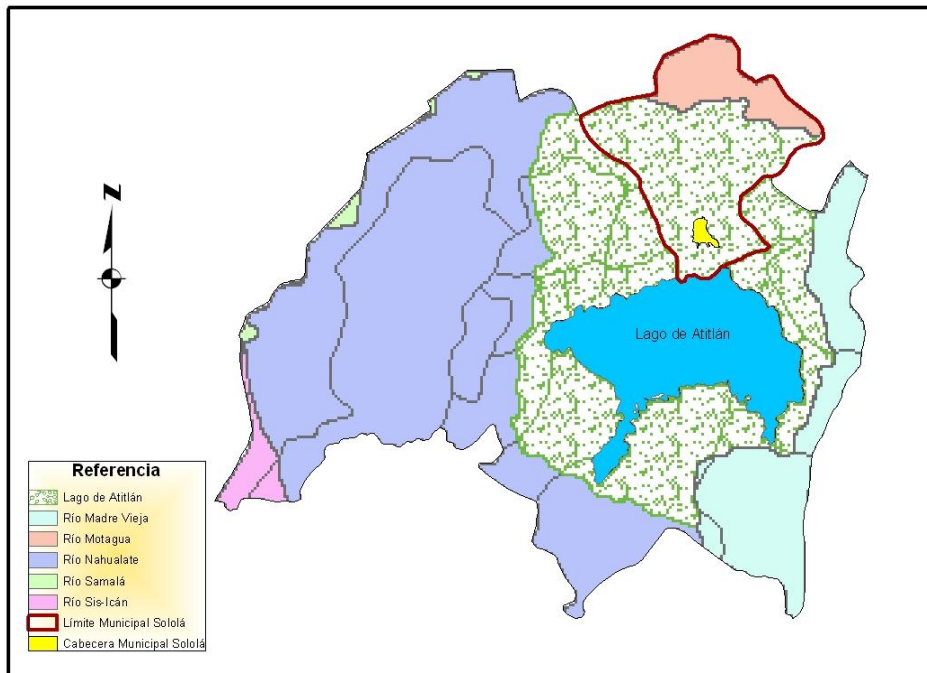 N
Lago de Atitlán
Referencia
Lago de Atitlán
Río Madre Vieja
Río Motagua
Río Nahualate
Río Samalá
Río Sis-Icán
Límite Municipal Sololá
Cabecera Municipal Sololá